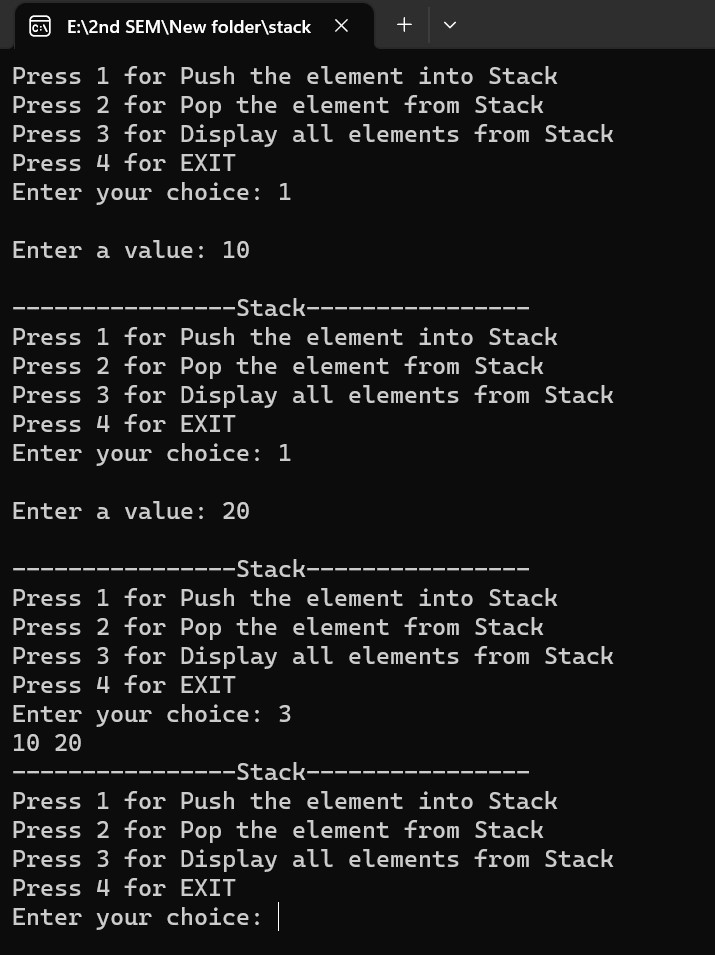 E:\2nd SEM\New folder\stack
Press 1 for Push the element into Stack
Press 2 for Pop the element from Stack
Press 3 for Display all elements from Stack
Press 4 for EXIT
Enter your choice: 1
Enter a value: 10
----------------Stack----------------
Press 1 for Push the element into Stack
Press 2 for Pop the element from Stack
Press 3 for Display all elements from Stack
Press 4 for EXIT
Enter your choice: 1
Enter a value: 20
----------------Stack----------------
Press 1 for Push the element into Stack
Press 2 for Pop the element from Stack
Press 3 for Display all elements from Stack
Press 4 for EXIT
Enter your choice: 3
10 20
----------------Stack----------------
Press 1 for Push the element into Stack
Press 2 for Pop the element from Stack
Press 3 for Display all elements from Stack
Press 4 for EXIT
Enter your choice: